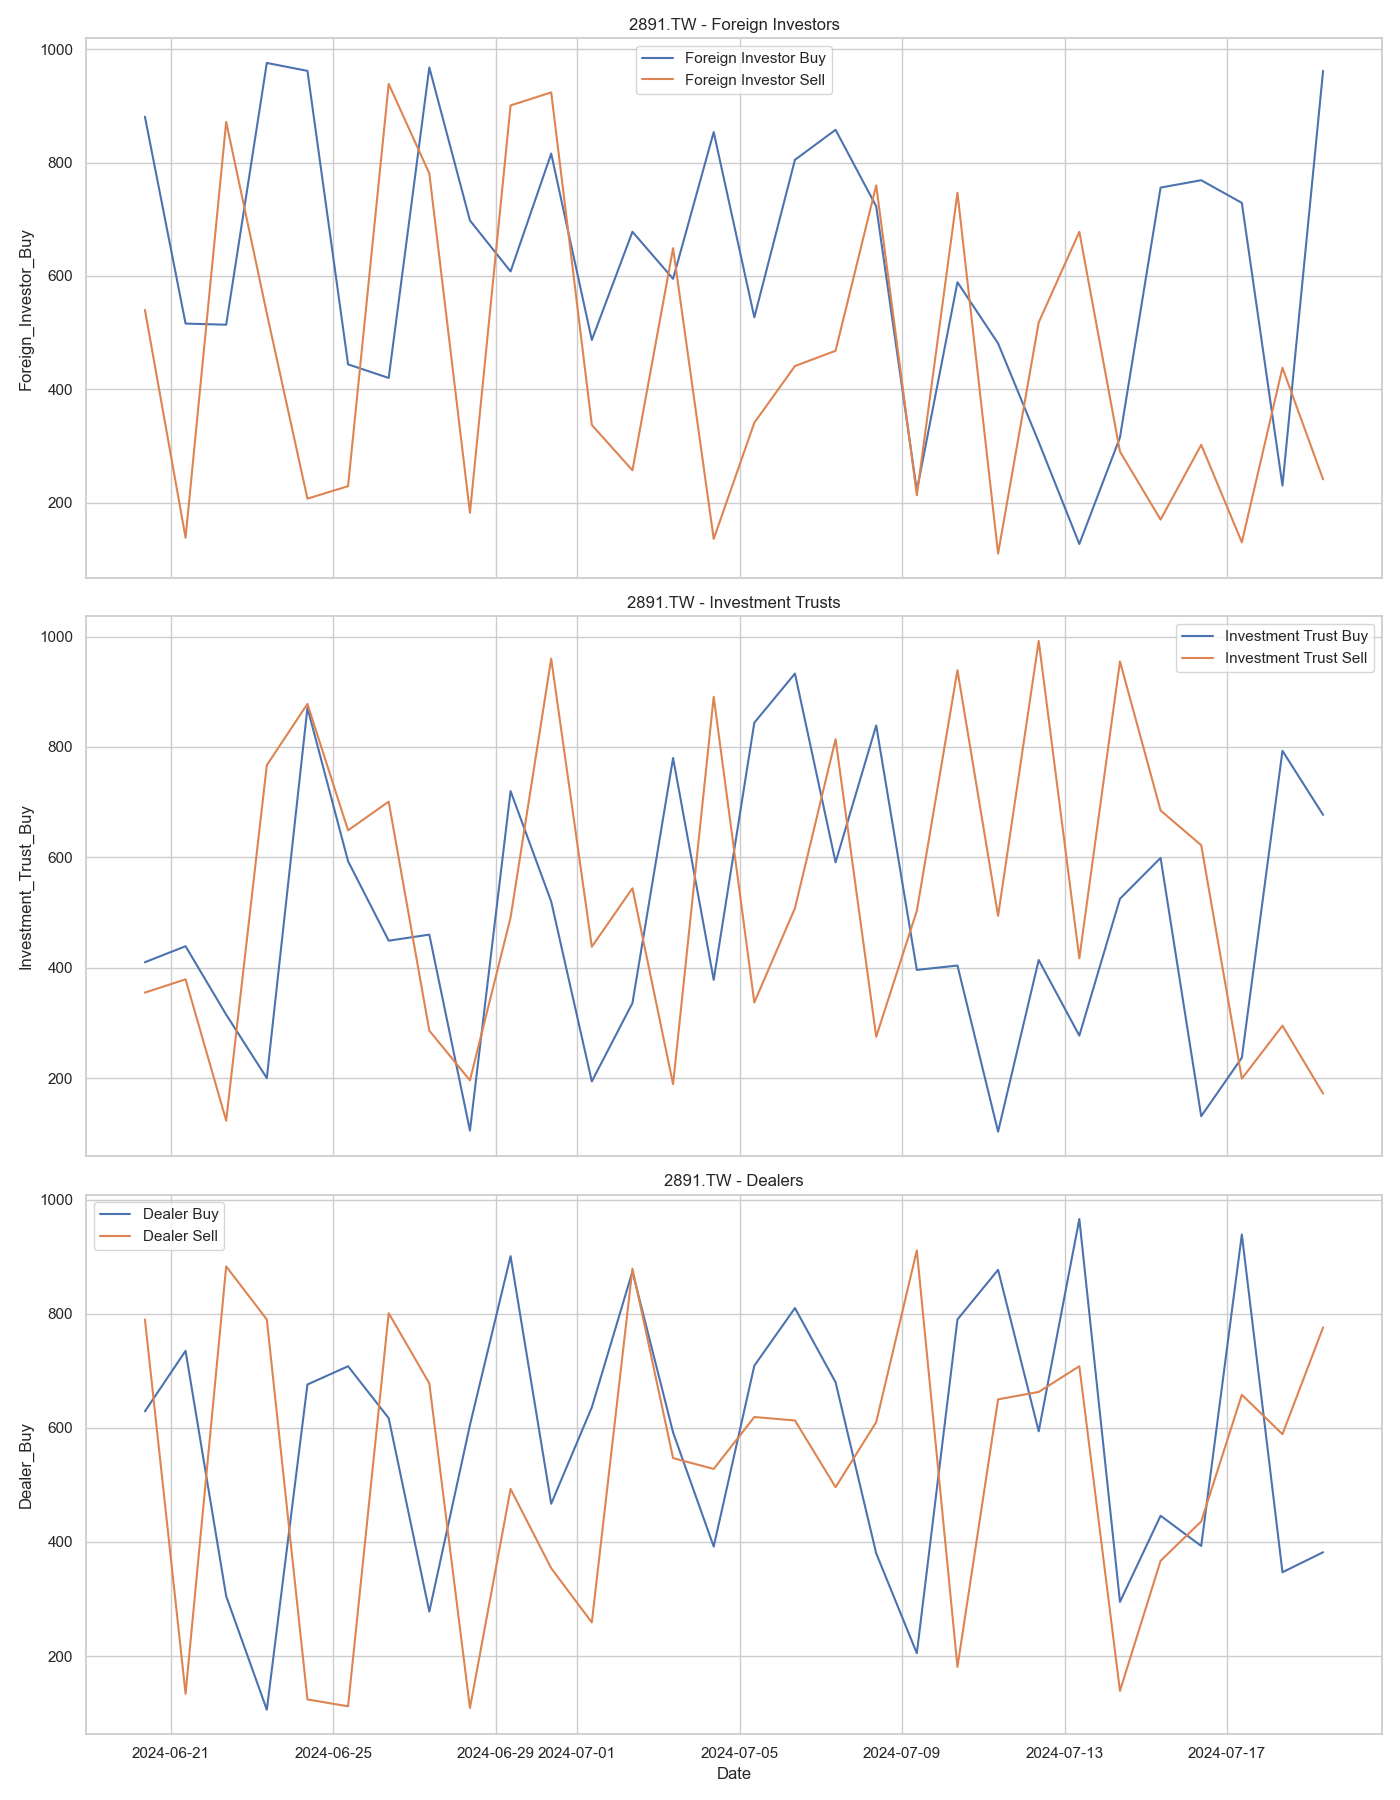 2891.TW - Foreign Investors
Foreign Investor Buy
Foreign Investor Sell
Foreign_Investor_Buy
1000
800
600
400
200
2891.TW - Investment Trusts
Investment Trust Buy
Investment Trust Sell
Investment_Trust_Buy
1000
800
600
400
200
2891.TW - Dealers
Dealer Buy
Dealer Sell
Dealer_Buy
1000
800
600
400
200
2024-06-21 2024-06-25 2024-06-29 2024-07-01 2024-07-05 2024-07-09 2024-07-13 2024-07-17
Date